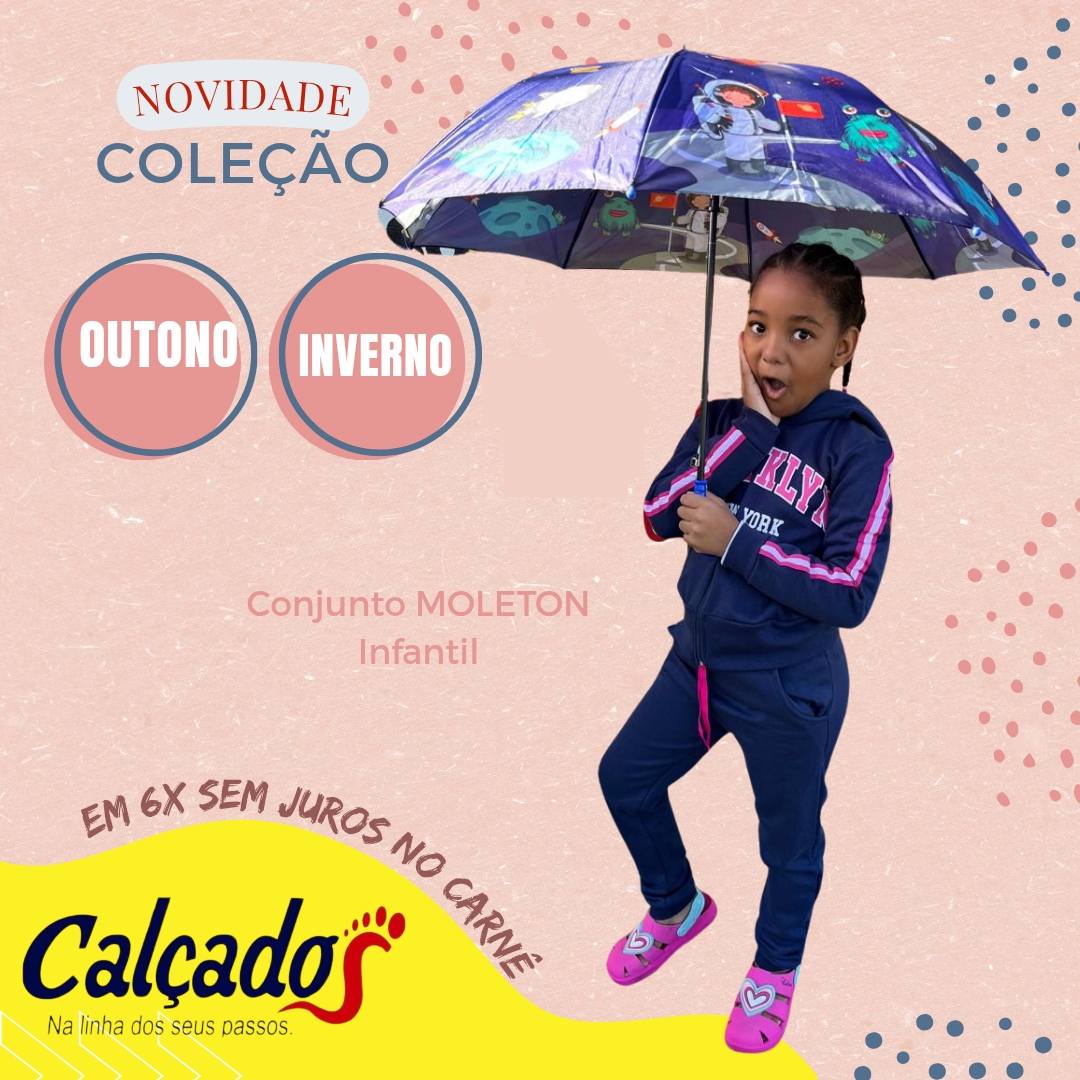 NOVIDADE
COLEÇÃO
OUTONO
INVERNO
KLYN
YORK
Conjunto MOLETON
Infantil
EM 6X SEM JUROS NO CARNÊ
Calçados
Na linha dos seus passos.